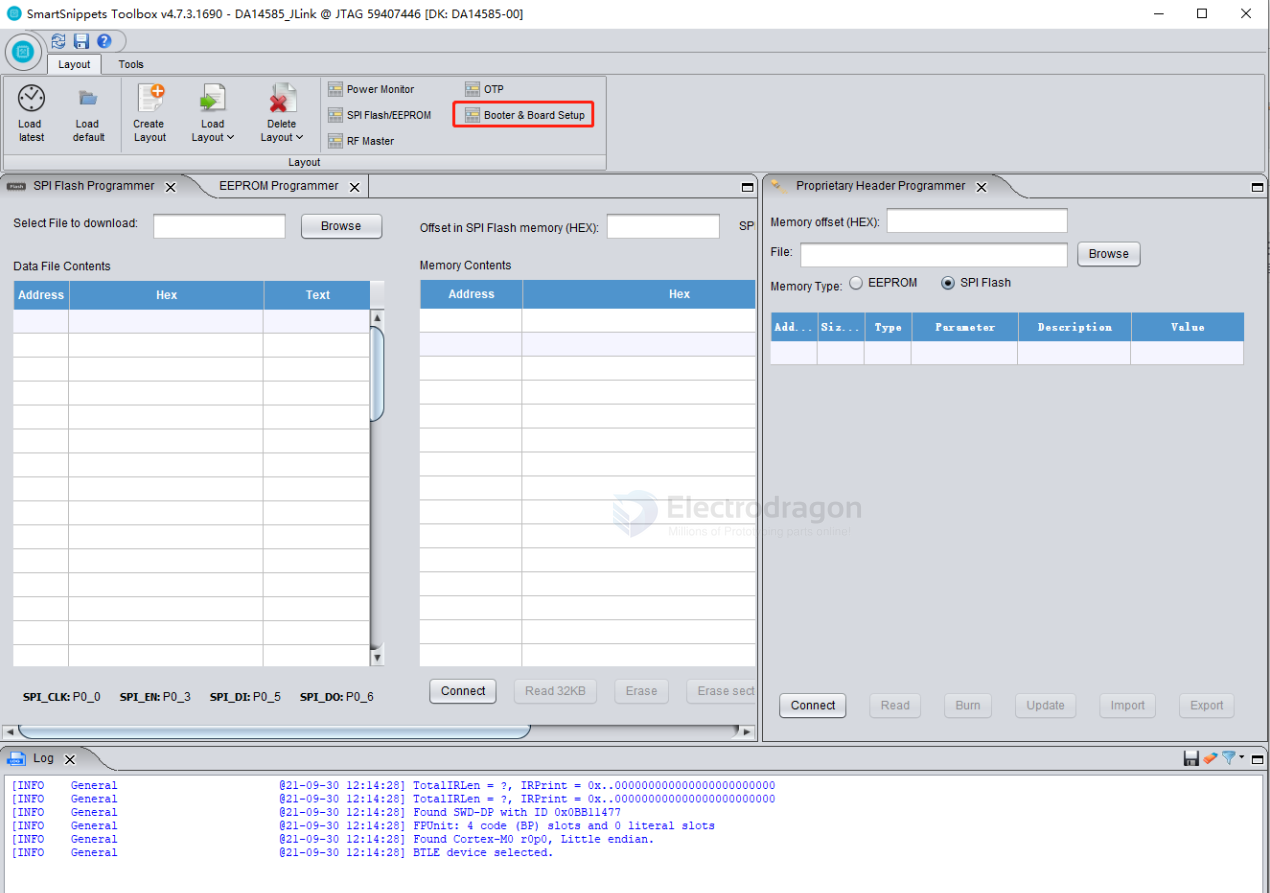 SmartSnippets Toolbox v4.7.3.1690 - DA14585_JLink @ JTAG 59407446 [DK: DA14585-00]
Layout Tools
Load latest
Load default
Create Layout
Load Layout
Delete Layout
Power Monitor
SPI Flash/EEPROM
RF Master
OTP
Booter & Board Setup
Layout
SPI Flash Programmer
EEPROM Programmer
Select File to download: Browse
Offset in SPI Flash memory (HEX): SP
Data File Contents
Address Hex Text
Memory Contents
Address Hex
SPI_CLK: P0_0 SPI_EN: P0_3 SPI_DI: P0_5 SPI_DO: P0_6
Connect Read 32KB Erase Erase sect
Proprietary Header Programmer
Memory offset (HEX):
File: Browse
Memory Type: EEPROM SPI Flash
Add... Siz... Type Parameter Description Value
Electrodragon
Connect Read Burn Update Import Export
Log
[INFO General @21-09-30 12:14:28] TotalIRLen = ?, IRPrint = 0x..000000000000000000000000
[INFO General @21-09-30 12:14:28] TotalIRLen = ?, IRPrint = 0x..000000000000000000000000
[INFO General @21-09-30 12:14:28] Found SWD-DP with ID 0x0BB11477
[INFO General @21-09-30 12:14:28] FPUnit: 4 code (BP) slots and 0 literal slots
[INFO General @21-09-30 12:14:28] Found Cortex-M0 r0p0, Little endian.
[INFO General @21-09-30 12:14:28] BTLE device selected.